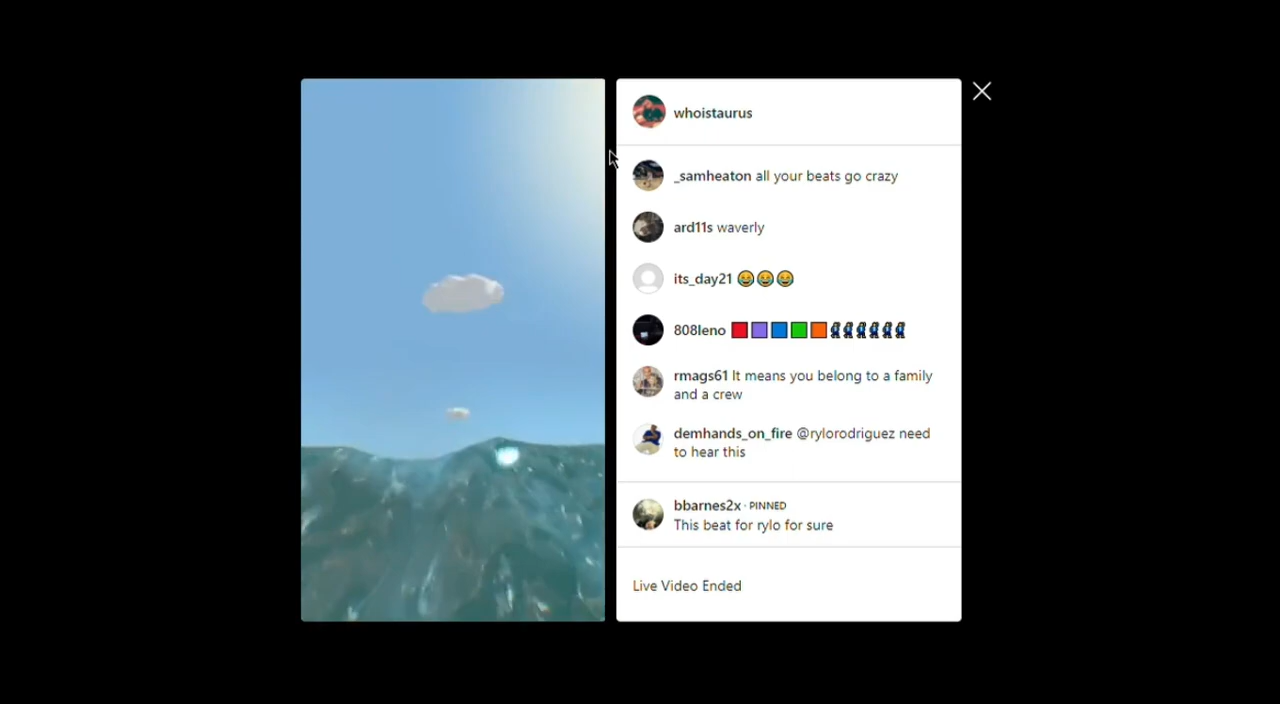 whoistaurus
_samheaton all your beats go crazy
ard11s waverly
its_day21 😂😂😂
808leno 🟥🟪🟦🟩🟧
rmags61 It means you belong to a family
and a crew
demhands_on_fire @rylorodriguez need
to hear this
bbarnes2x · PINNED
This beat for rylo for sure
Live Video Ended